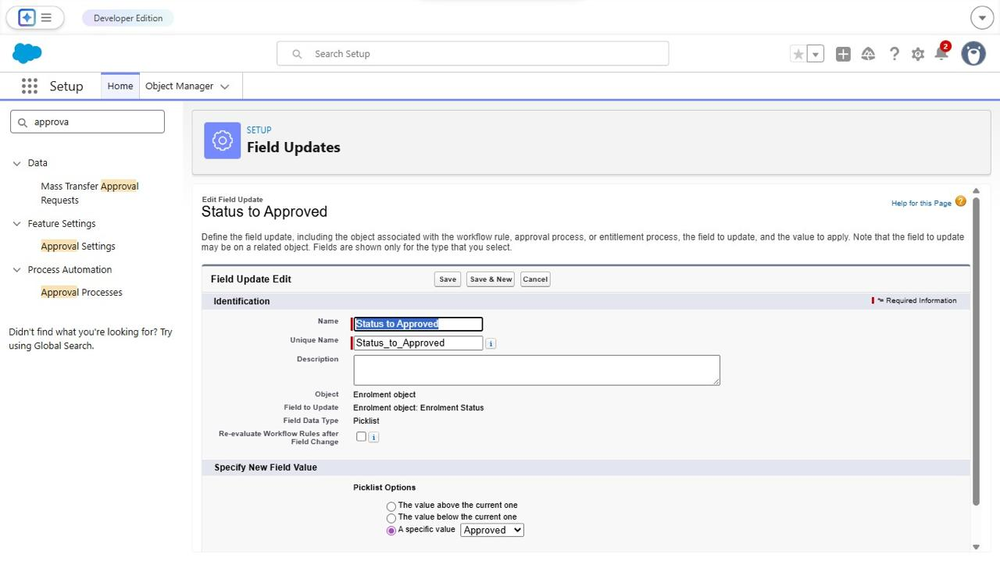 Developer Edition
Search Setup
2
Setup
Home
Object Manager
approva
Data
Mass Transfer Approval
Requests
Feature Settings
Approval Settings
Process Automation
Approval Processes
Didn't find what you're looking for? Try
using Global Search.
SETUP
Field Updates
Edit Field Update
Status to Approved
Help for this Page
Define the field update, including the object associated with the workflow rule, approval process, or entitlement process, the field to update, and the value to apply. Note that the field to update
may be on a related object. Fields are shown only for the type that you select.
Field Update Edit
Save
Save & New
Cancel
Identification
= Required Information
Name
Status to Approved
Unique Name
Status_to_Approved
i
Description
Object
Enrolment object
Field to Update
Enrolment object: Enrolment Status
Field Data Type
Picklist
Re-evaluate Workflow Rules after
Field Change
i
Specify New Field Value
Picklist Options
The value above the current one
The value below the current one
A specific value
Approved